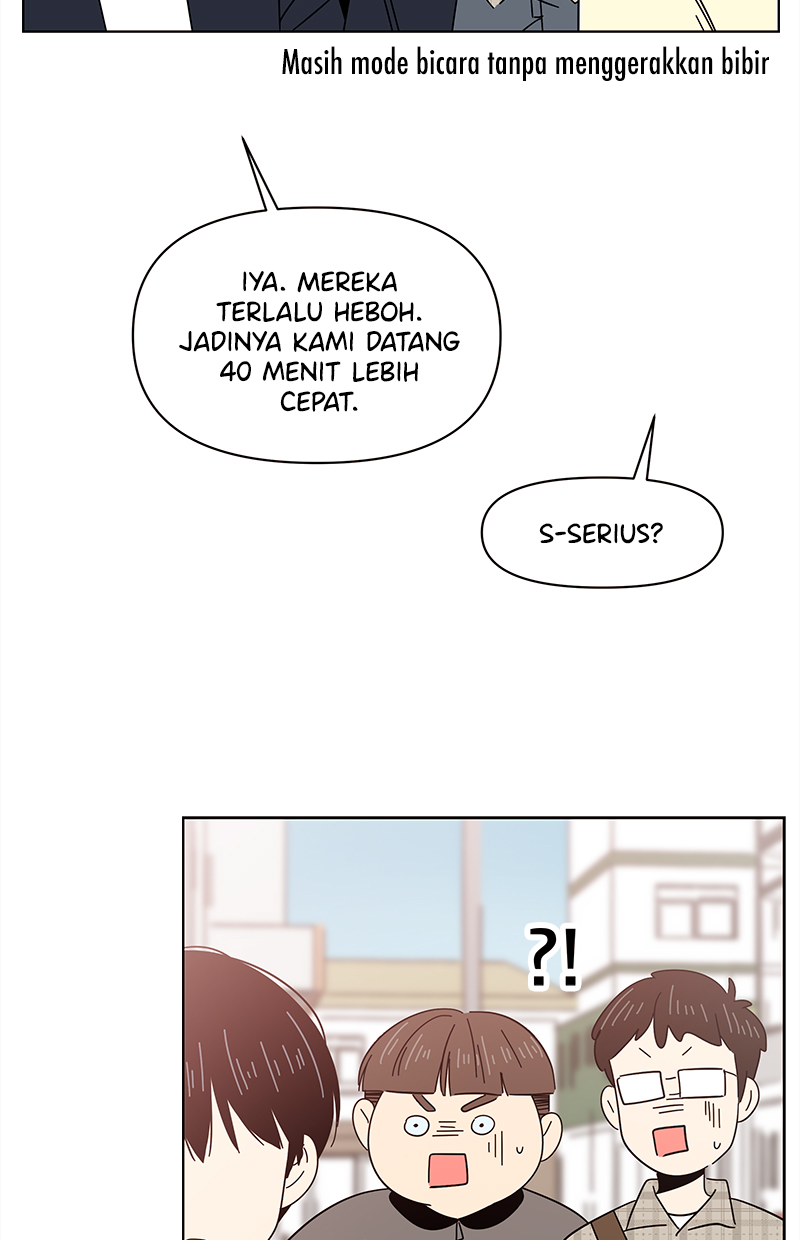 Masih mode bicara tanpa menggerakkan bibir
IYA. MEREKA
TERLALU HEBOH.
JADINYA KAMI DATANG
40 MENIT LEBIH
CEPAT.
S-SERIUS?
?!